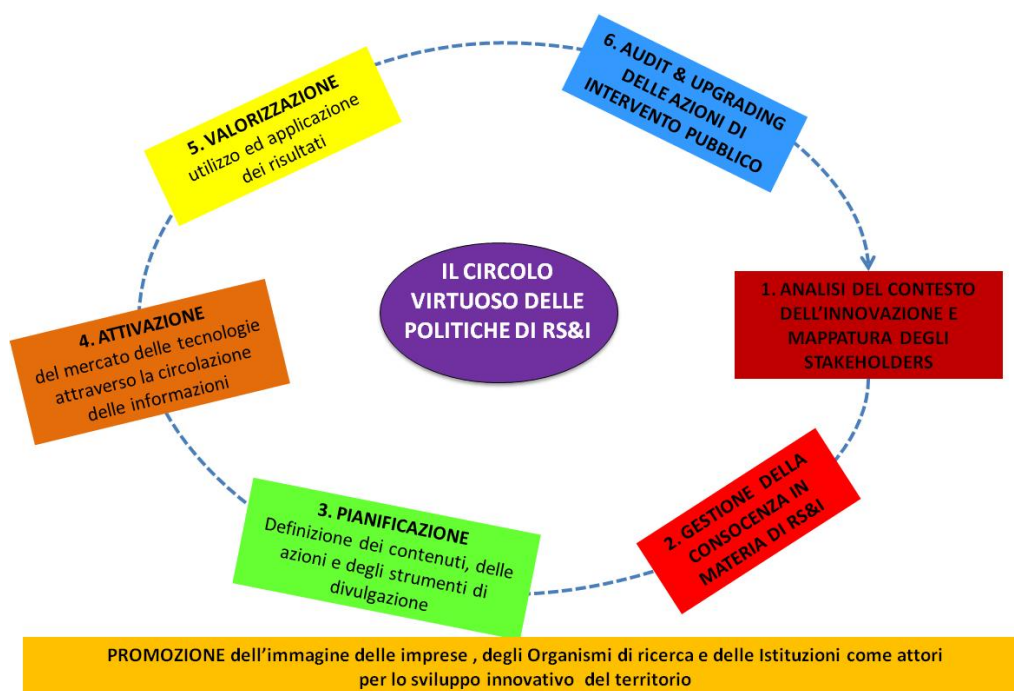 IL CIRCOLO
VIRTUOSO DELLE
POLITICHE DI RS&I
1. ANALISI DEL CONTESTO
DELL'INNOVAZIONE E
MAPPATURA DEGLI
STAKEHOLDERS
2. GESTIONE DELLA
CONSOCENZA IN
MATERIA DI RS&I
3. PIANIFICAZIONE
Definizione dei contenuti, delle
azioni e degli strumenti di
divulgazione
4. ATTIVAZIONE
del mercato delle tecnologie
attraverso la circolazione
delle informazioni
5. VALORIZZAZIONE
utilizzo ed applicazione
dei risultati
6. AUDIT & UPGRADING
DELLE AZIONI DI
INTERVENTO PUBBLICO
PROMOZIONE dell'immagine delle imprese , degli Organismi di ricerca e delle Istituzioni come attori
per lo sviluppo innovativo del territorio